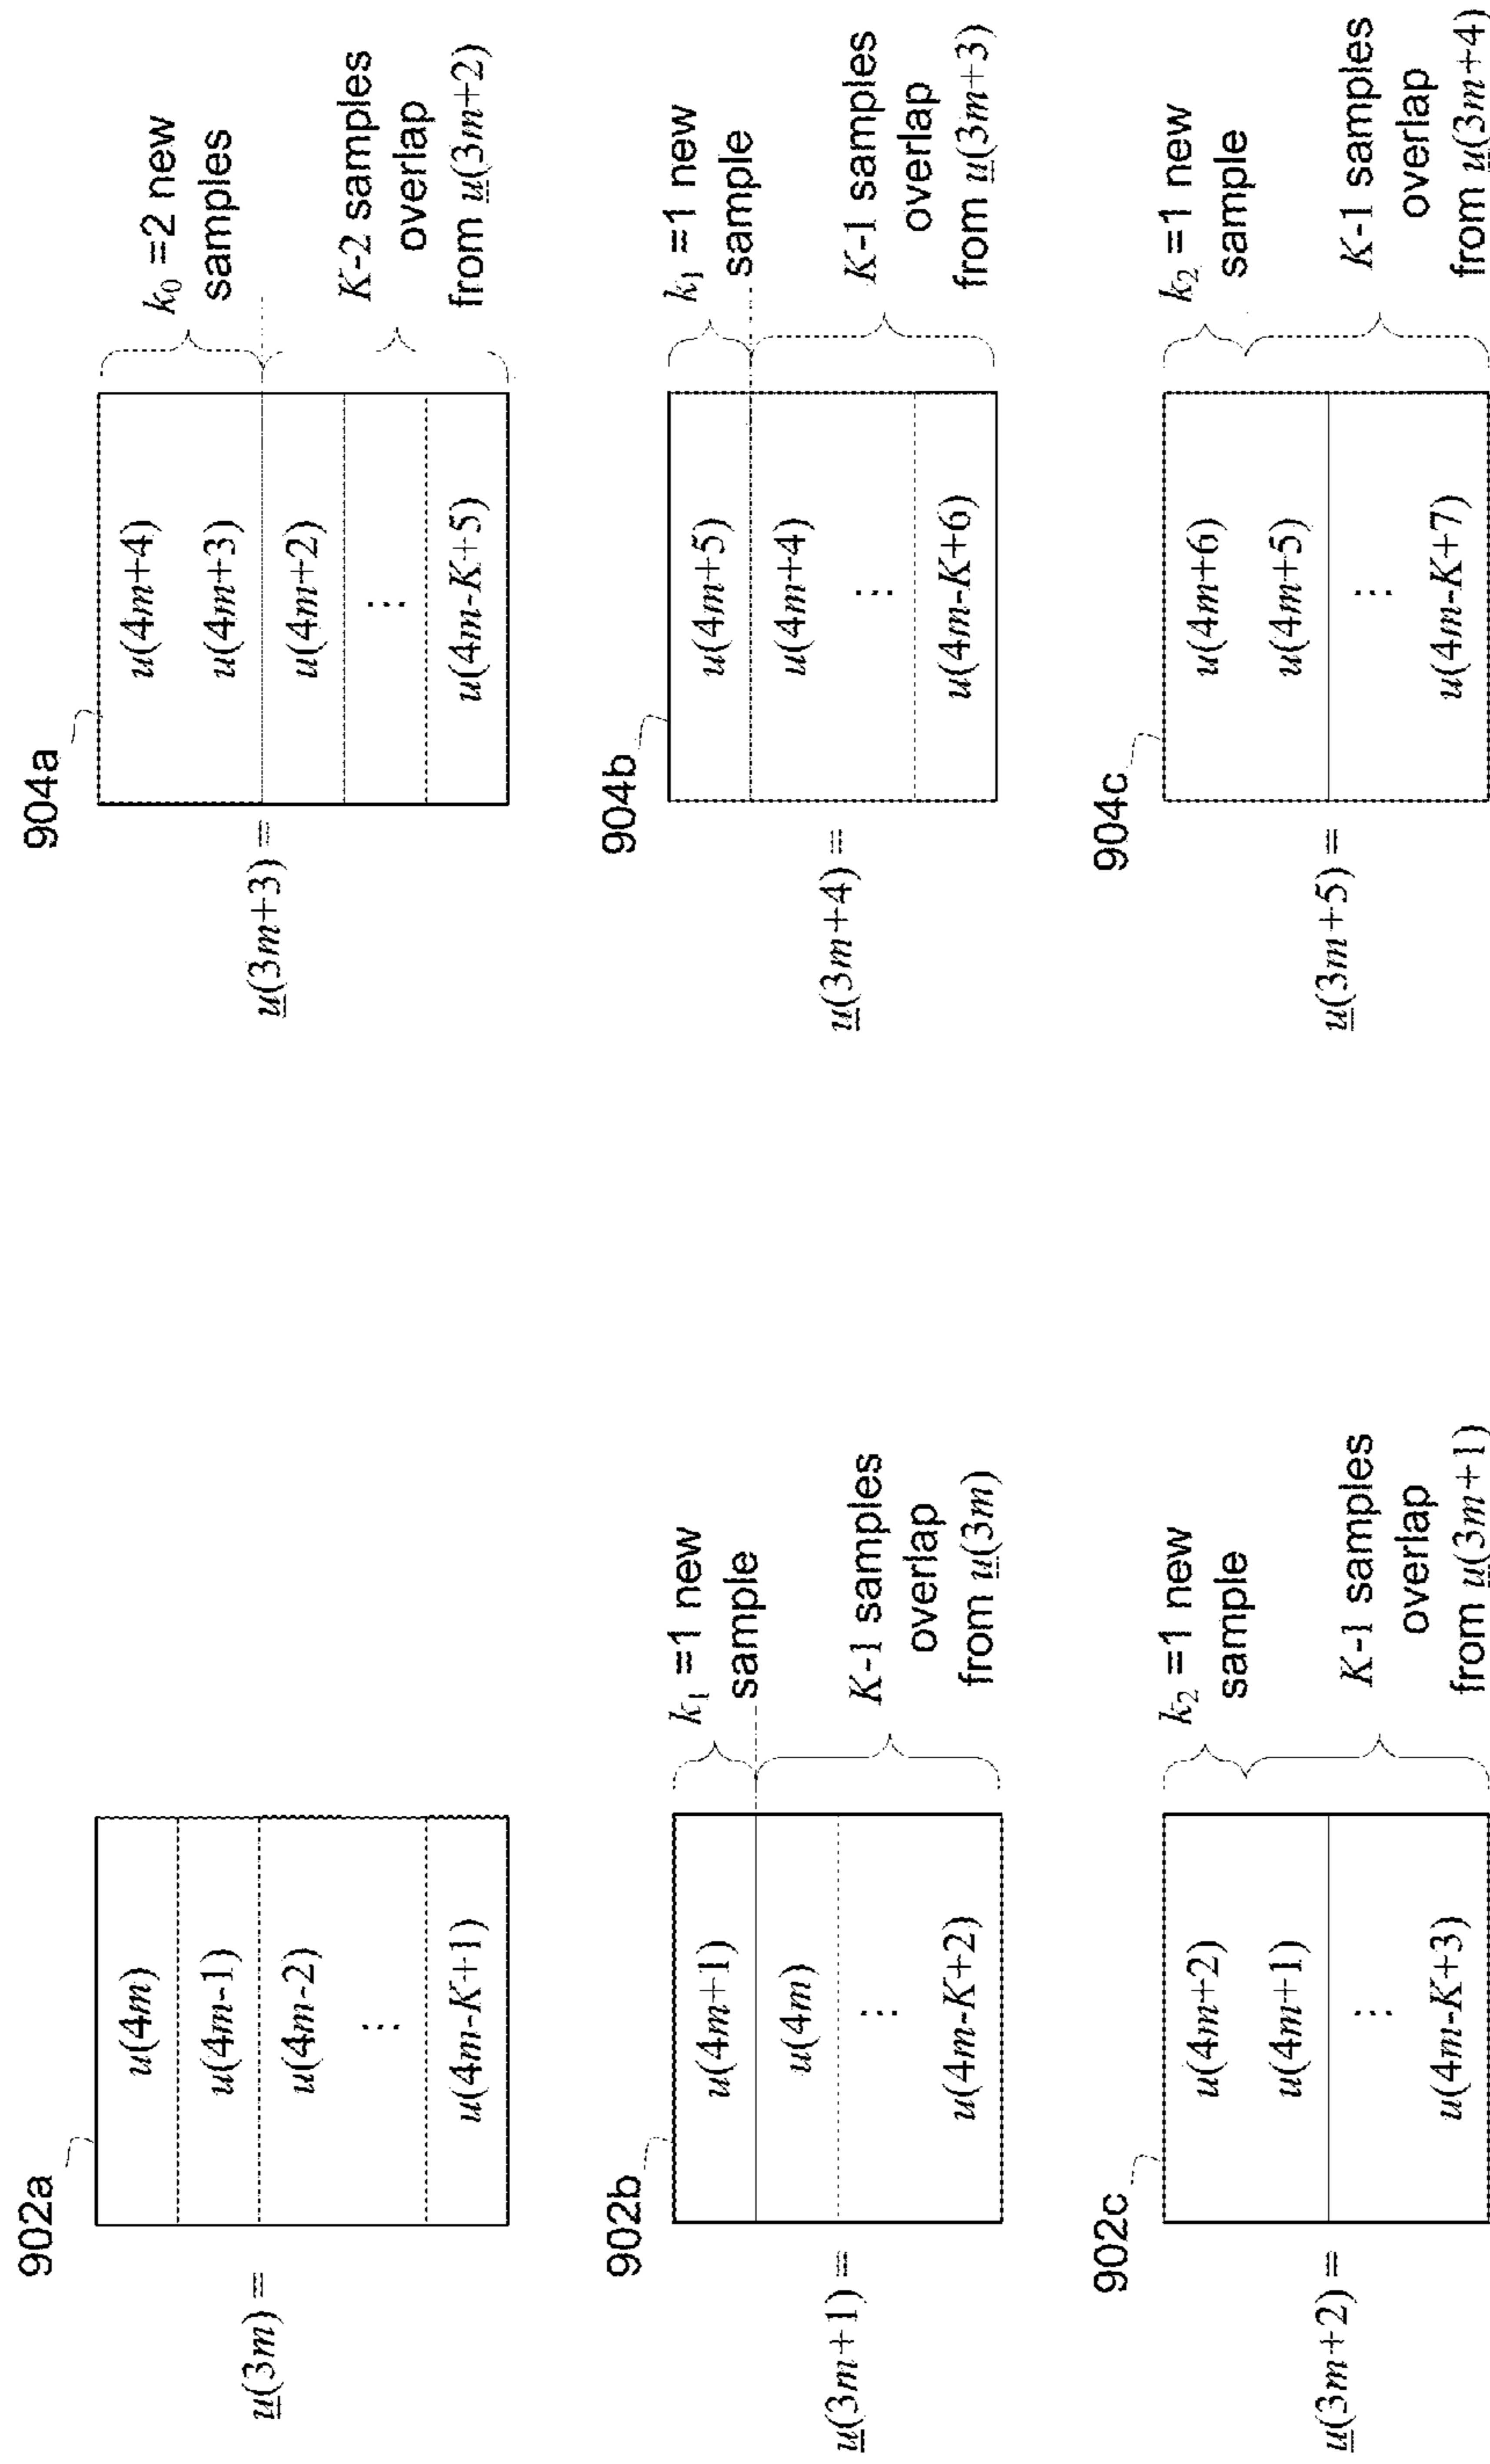 902a
u(3m) =
u(4m)
u(4m-1)
u(4m-2)
⋮
u(4m-K+1)
902b
u(3m+1) =
u(4m+1)
u(4m)
⋮
u(4m-K+2)
k₁ =1 new
sample
K-1 samples
overlap
from u(3m)
902c
u(3m+2) =
u(4m+2)
u(4m+1)
⋮
u(4m-K+3)
k₂ =1 new
sample
K-1 samples
overlap
from u(3m+1)
904a
u(3m+3) =
u(4m+4)
u(4m+3)
u(4m+2)
⋮
u(4m-K+5)
k₀ =2 new
samples
K-2 samples
overlap
from u(3m+2)
904b
u(3m+4) =
u(4m+5)
u(4m+4)
⋮
u(4m-K+6)
k₁ =1 new
sample
K-1 samples
overlap
from u(3m+3)
904c
u(3m+5) =
u(4m+6)
u(4m+5)
⋮
u(4m-K+7)
k₂ =1 new
sample
K-1 samples
overlap
from u(3m+4)